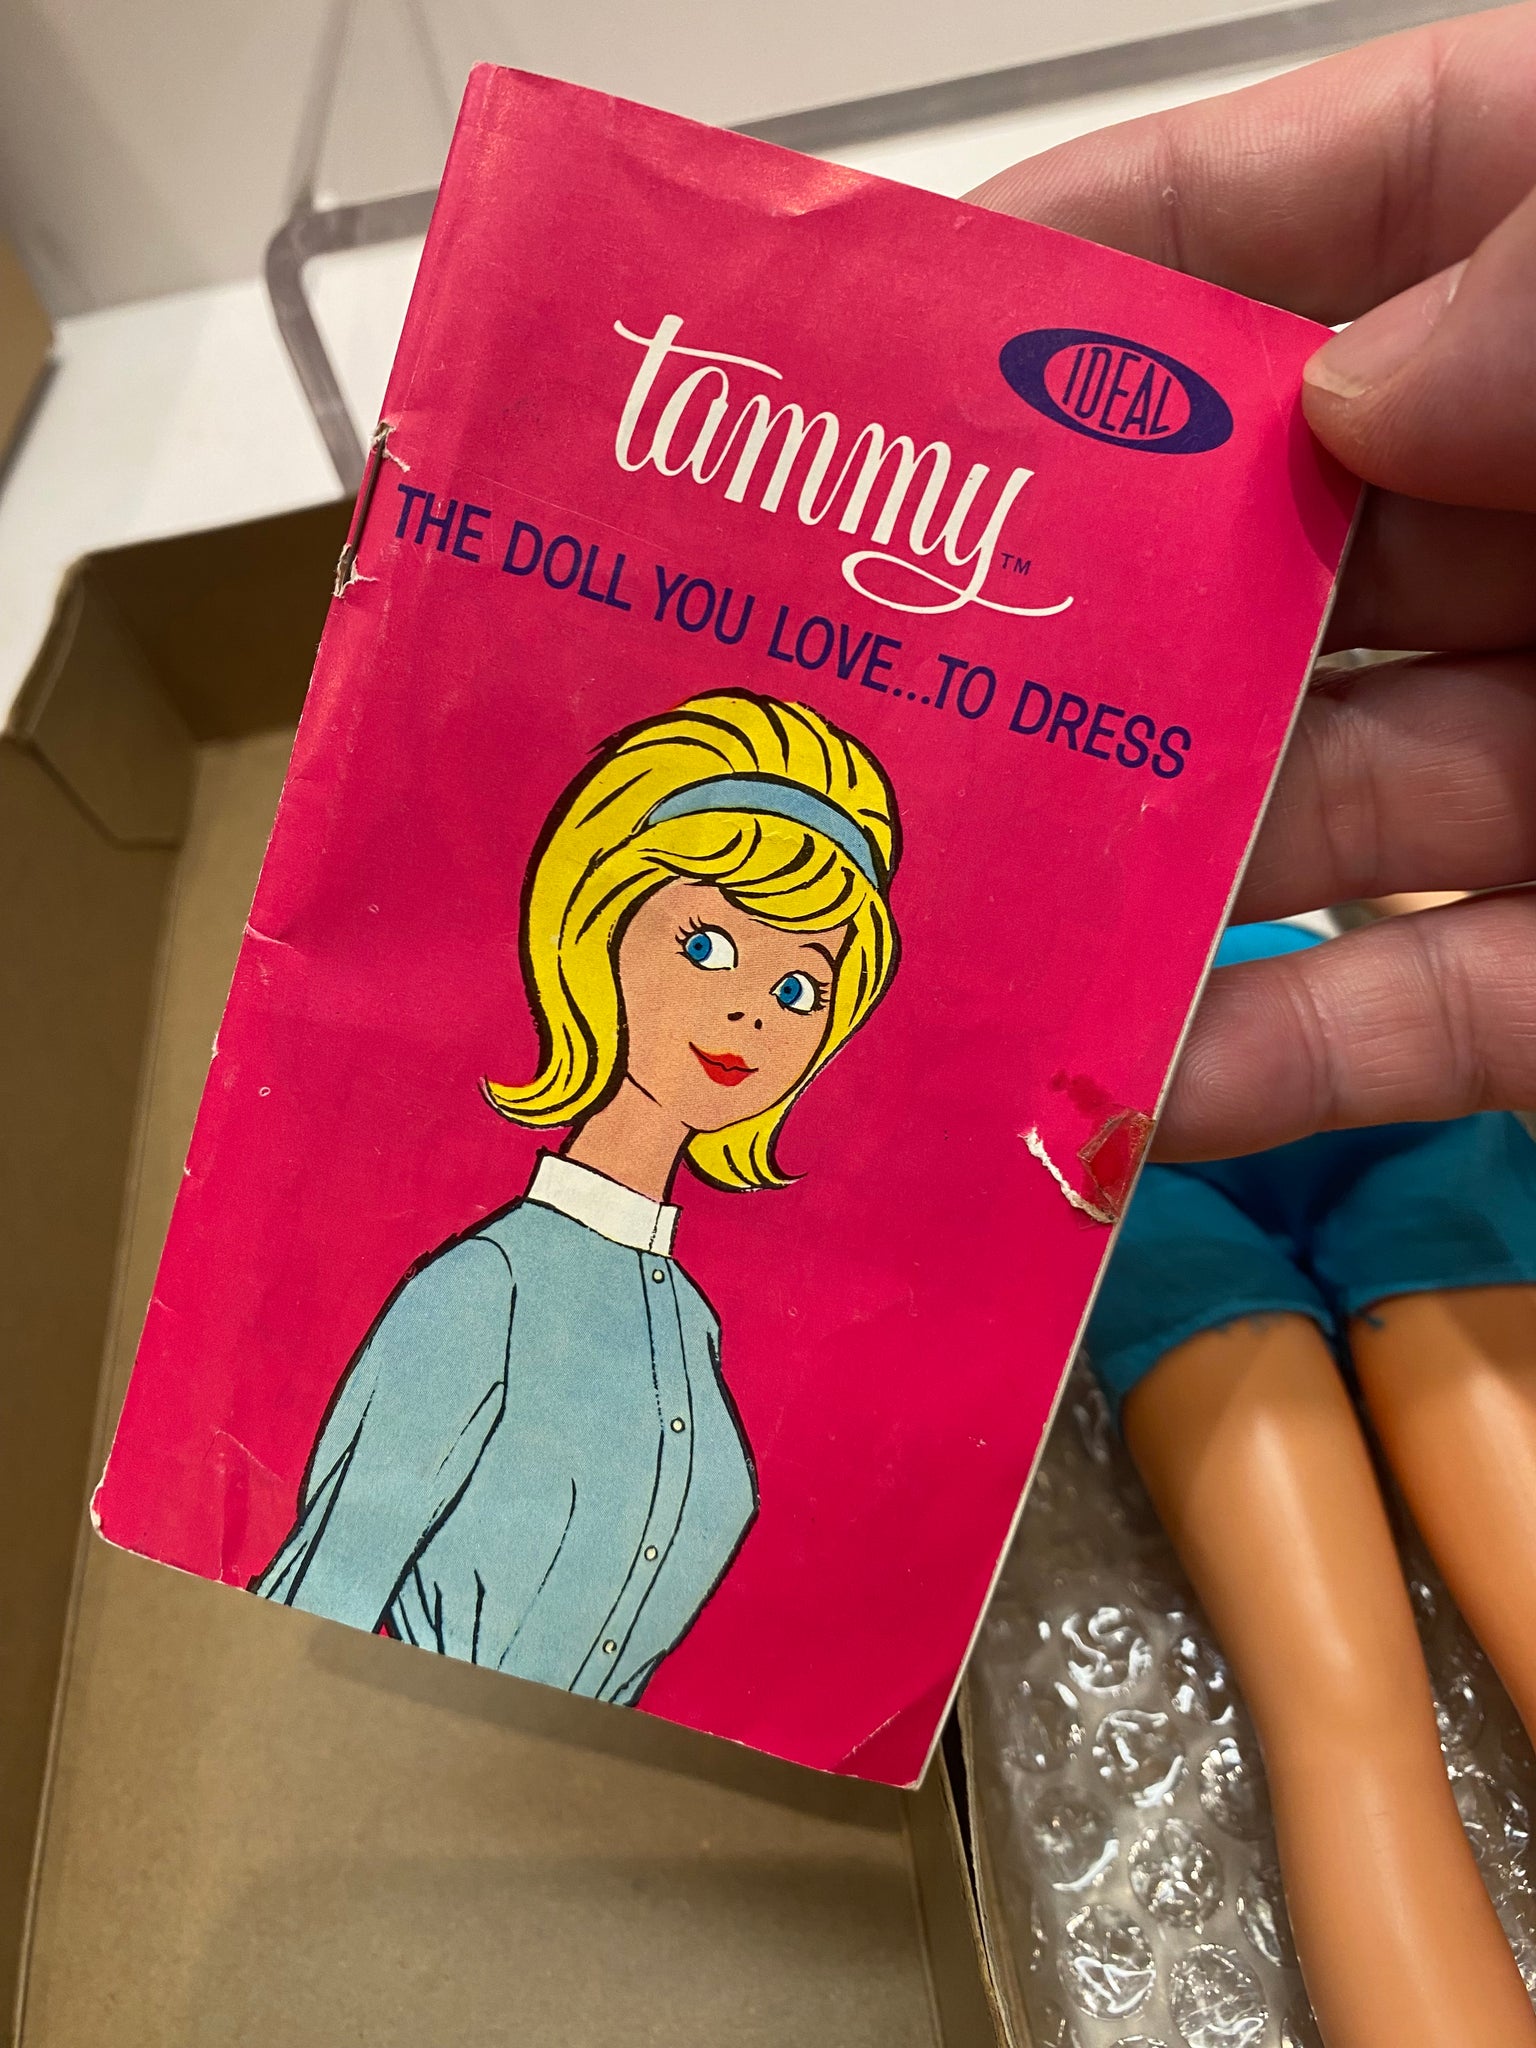 IDEAL
tammy™
THE DOLL YOU LOVE...TO DRESS